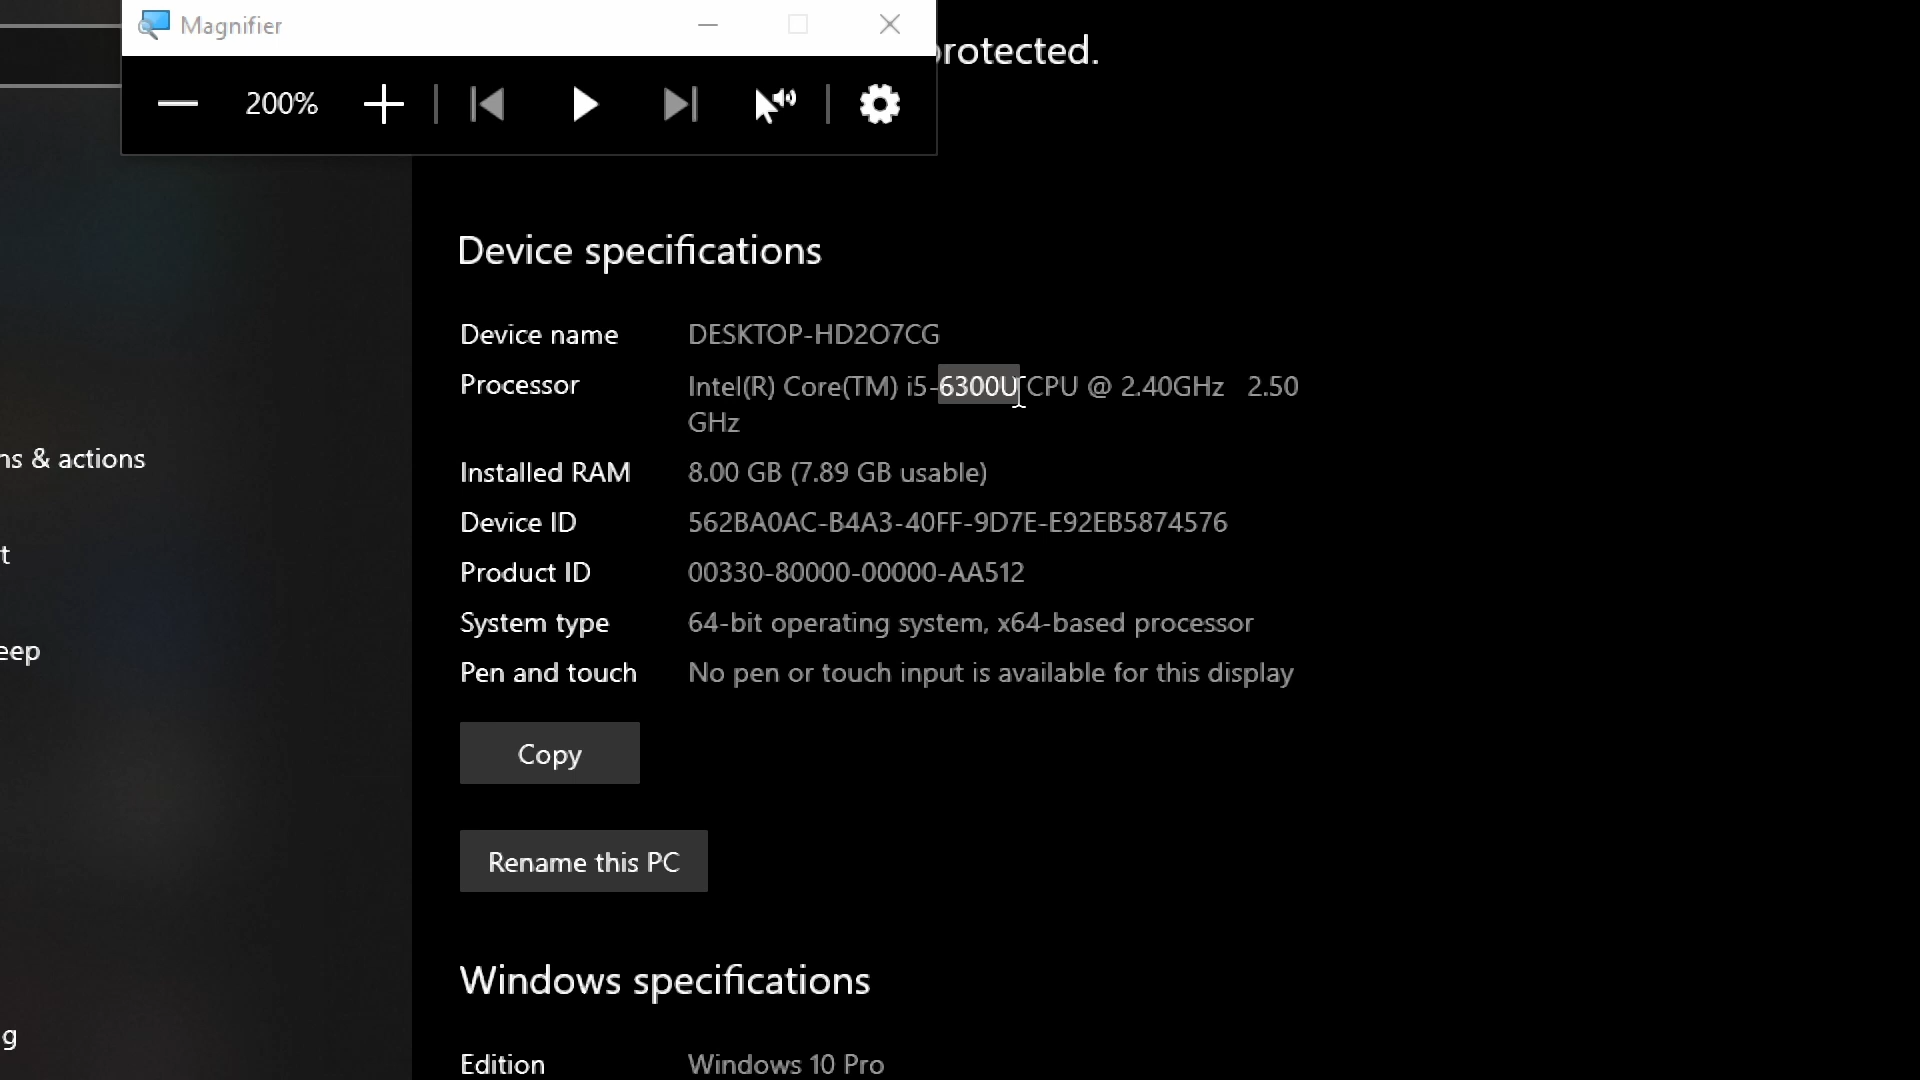 Magnifier
protected.
200%
Device specifications
Device name DESKTOP-HD2O7CG
Processor Intel(R) Core(TM) i5-6300U CPU @ 2.40GHz 2.50
GHz
ns & actions
Installed RAM 8.00 GB (7.89 GB usable)
Device ID 562BA0AC-B4A3-40FF-9D7E-E92EB5874576
t
Product ID 00330-80000-00000-AA512
System type 64-bit operating system, x64-based processor
eep
Pen and touch No pen or touch input is available for this display
Copy
Rename this PC
Windows specifications
g
Edition Windows 10 Pro